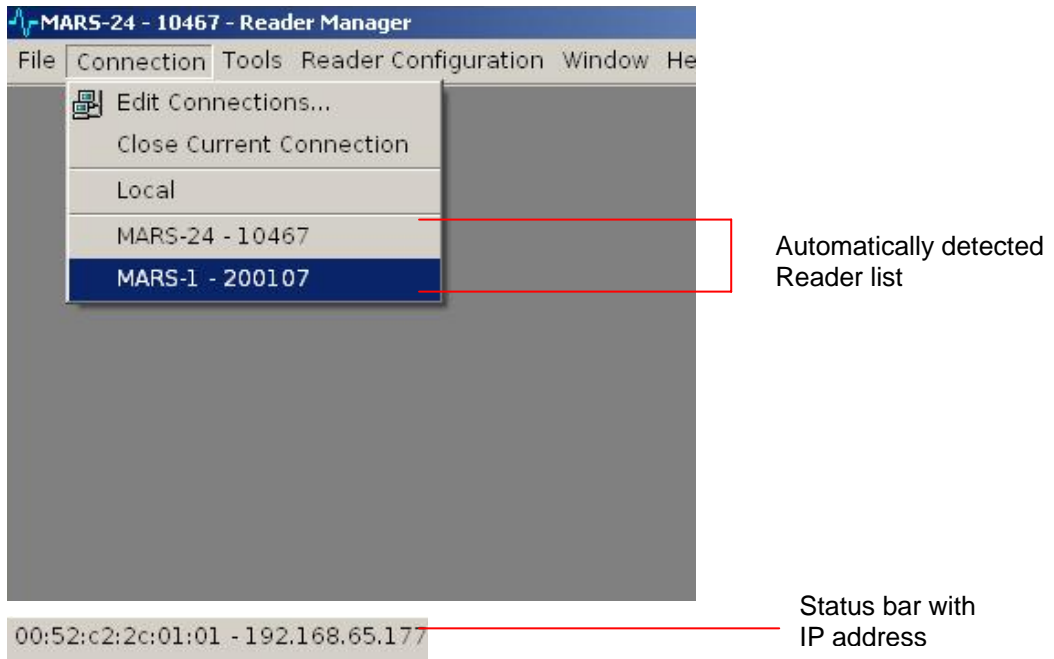 MARS-24 - 10467 - Reader Manager
File Connection Tools Reader Configuration Window He
Edit Connections...
Close Current Connection
Local
MARS-24 - 10467
MARS-1 - 200107
Automatically detected
Reader list
Status bar with
IP address
00:52:c2:2c:01:01 - 192.168.65.177